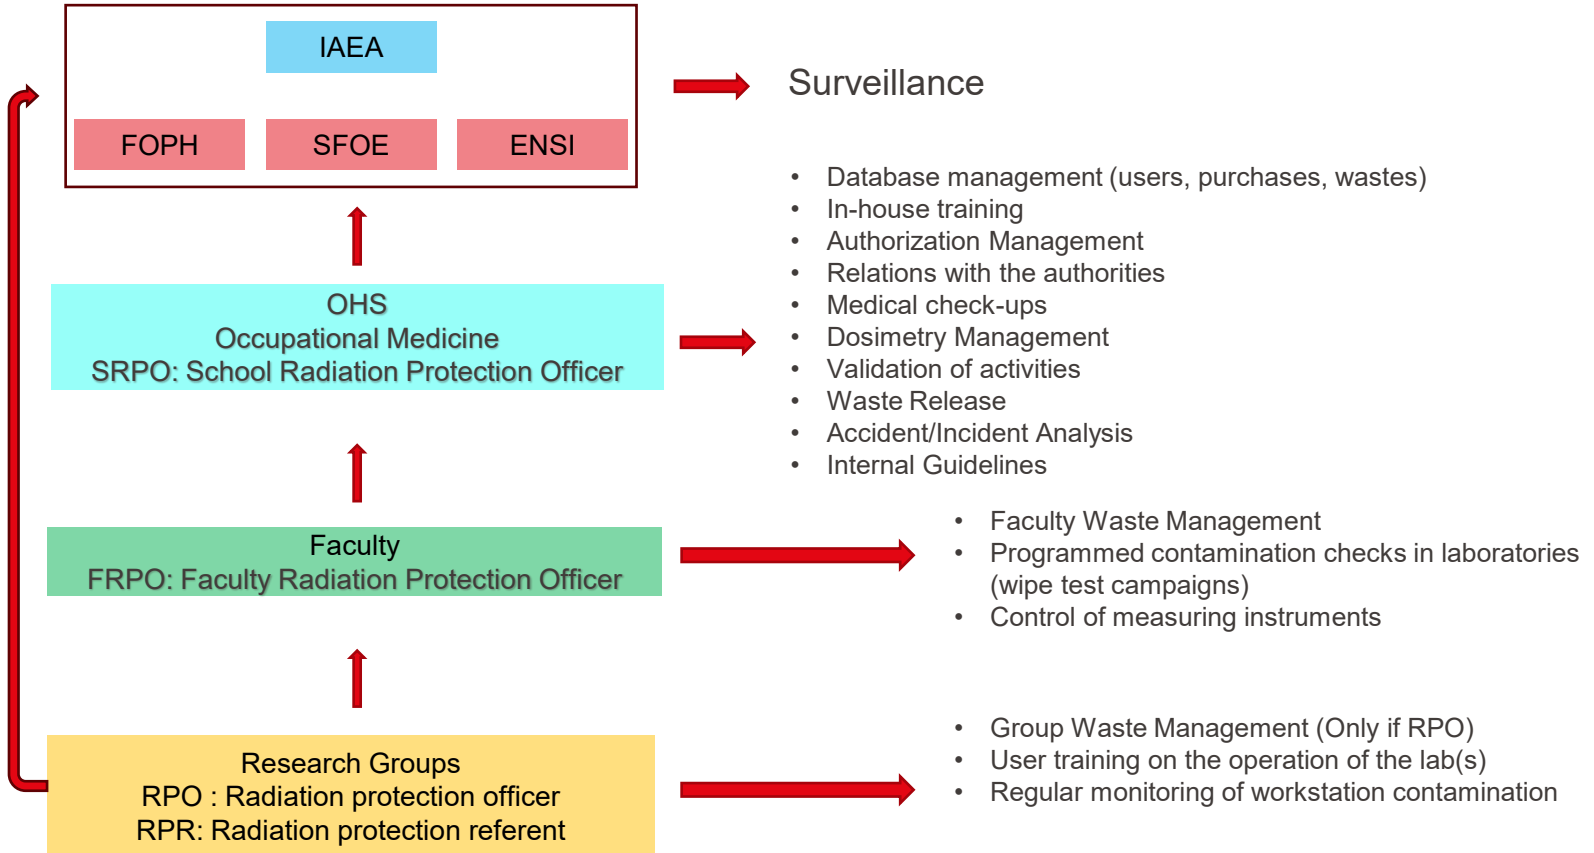 IAEA
FOPH SFOE ENSI
Surveillance
OHS
Occupational Medicine
SRPO: School Radiation Protection Officer
• Database management (users, purchases, wastes)
• In-house training
• Authorization Management
• Relations with the authorities
• Medical check-ups
• Dosimetry Management
• Validation of activities
• Waste Release
• Accident/Incident Analysis
• Internal Guidelines
Faculty
FRPO: Faculty Radiation Protection Officer
• Faculty Waste Management
• Programmed contamination checks in laboratories
(wipe test campaigns)
• Control of measuring instruments
Research Groups
RPO : Radiation protection officer
RPR: Radiation protection referent
• Group Waste Management (Only if RPO)
• User training on the operation of the lab(s)
• Regular monitoring of workstation contamination